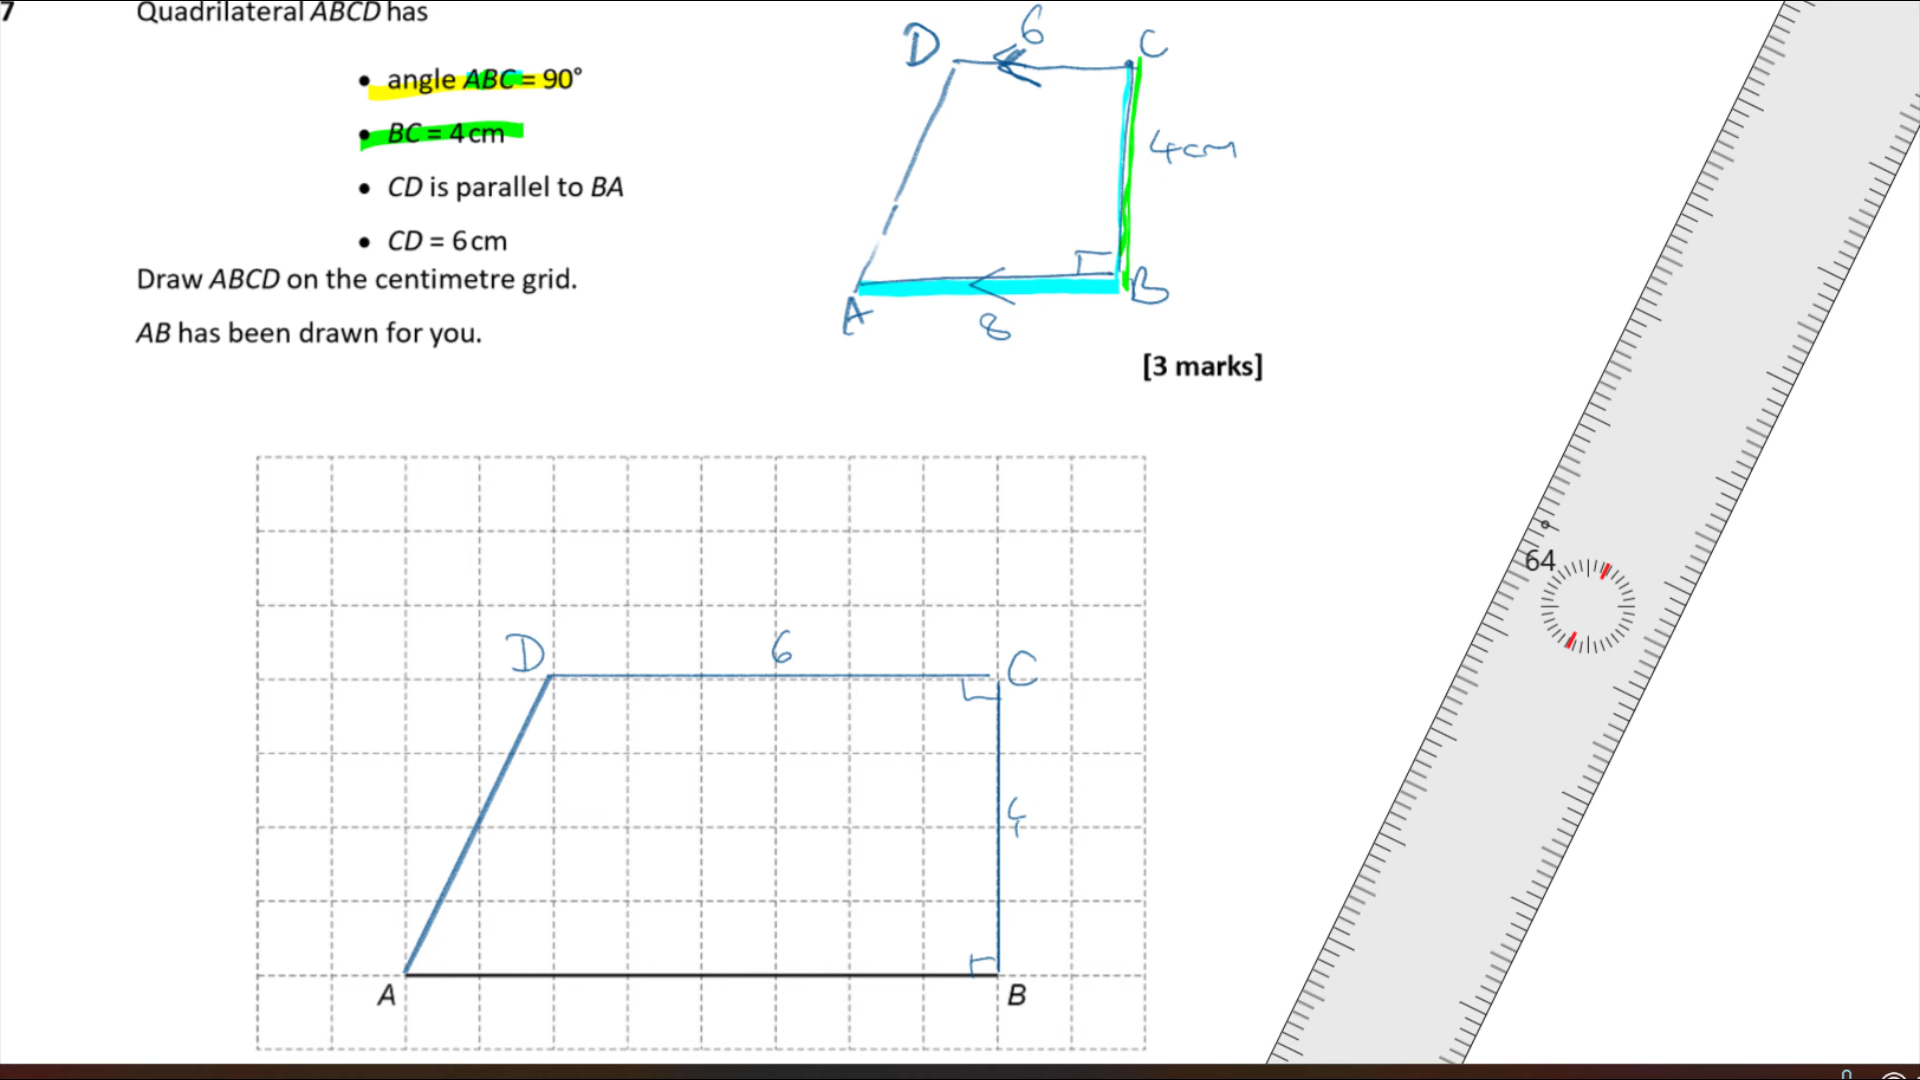 7 Quadrilateral ABCD has
• angle ABC = 90°
• BC = 4 cm
• CD is parallel to BA
• CD = 6 cm
Draw ABCD on the centimetre grid.
AB has been drawn for you.
D 6 C
4cm
A 8 B
[3 marks]
64
D 6 C
4
A B